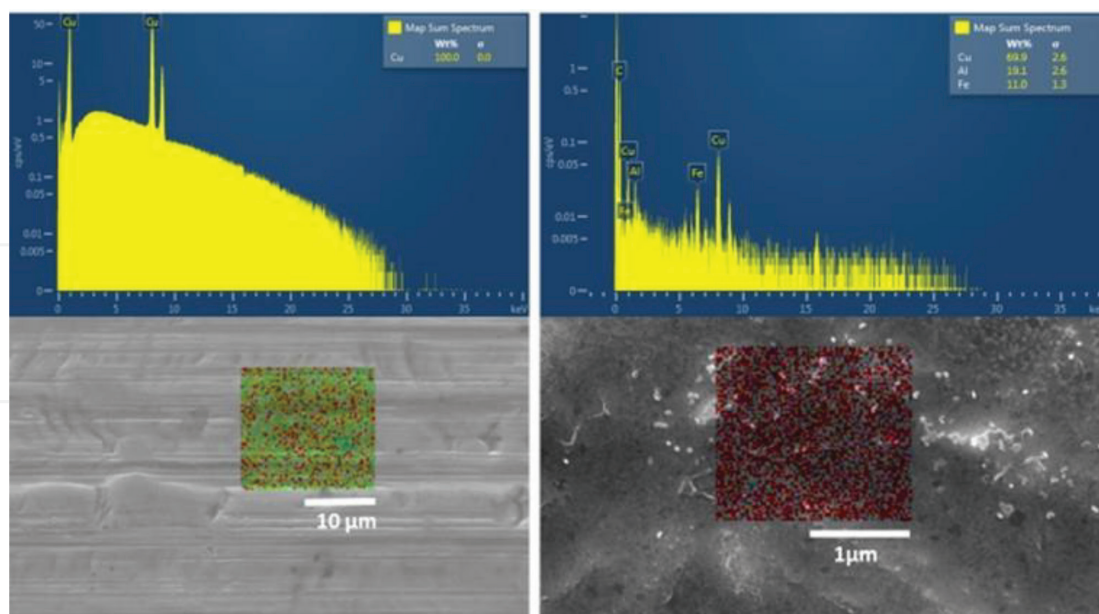 50
Cu
Cu
10
5
1
0.5
0.1
0.05
0.01
0.005
0
cps/eV
0
5
10
15
20
25
30
35
keV
Map Sum Spectrum
Wt% σ
Cu 100.0 0.0
10 µm
1
0.5
0.1
0.05
0.01
0.005
0
cps/eV
C
Cu
Al
Fe
Cu
0
5
10
15
20
25
30
35
keV
Map Sum Spectrum
Wt% σ
Cu 69.9 2.6
Al 19.1 2.6
Fe 11.0 1.3
1µm